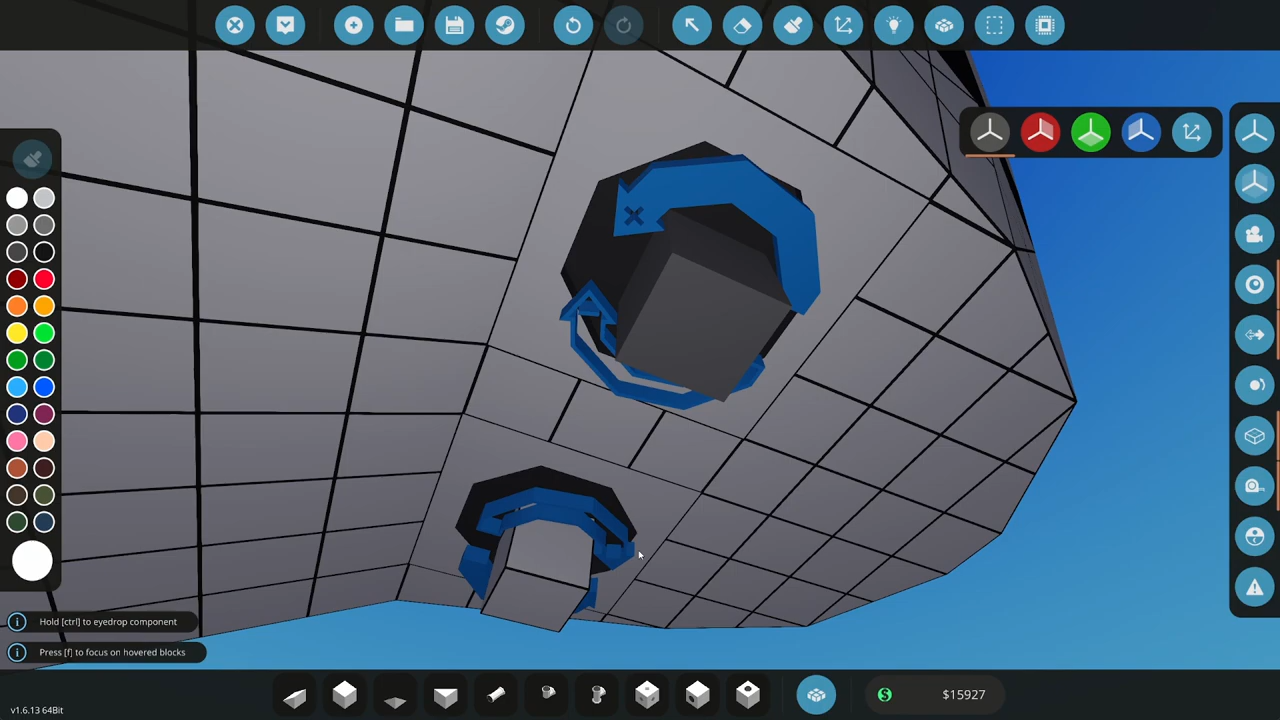 Hold [ctrl] to eyedrop component
Press [f] to focus on hovered blocks
$15927
v1.6.13 64Bit